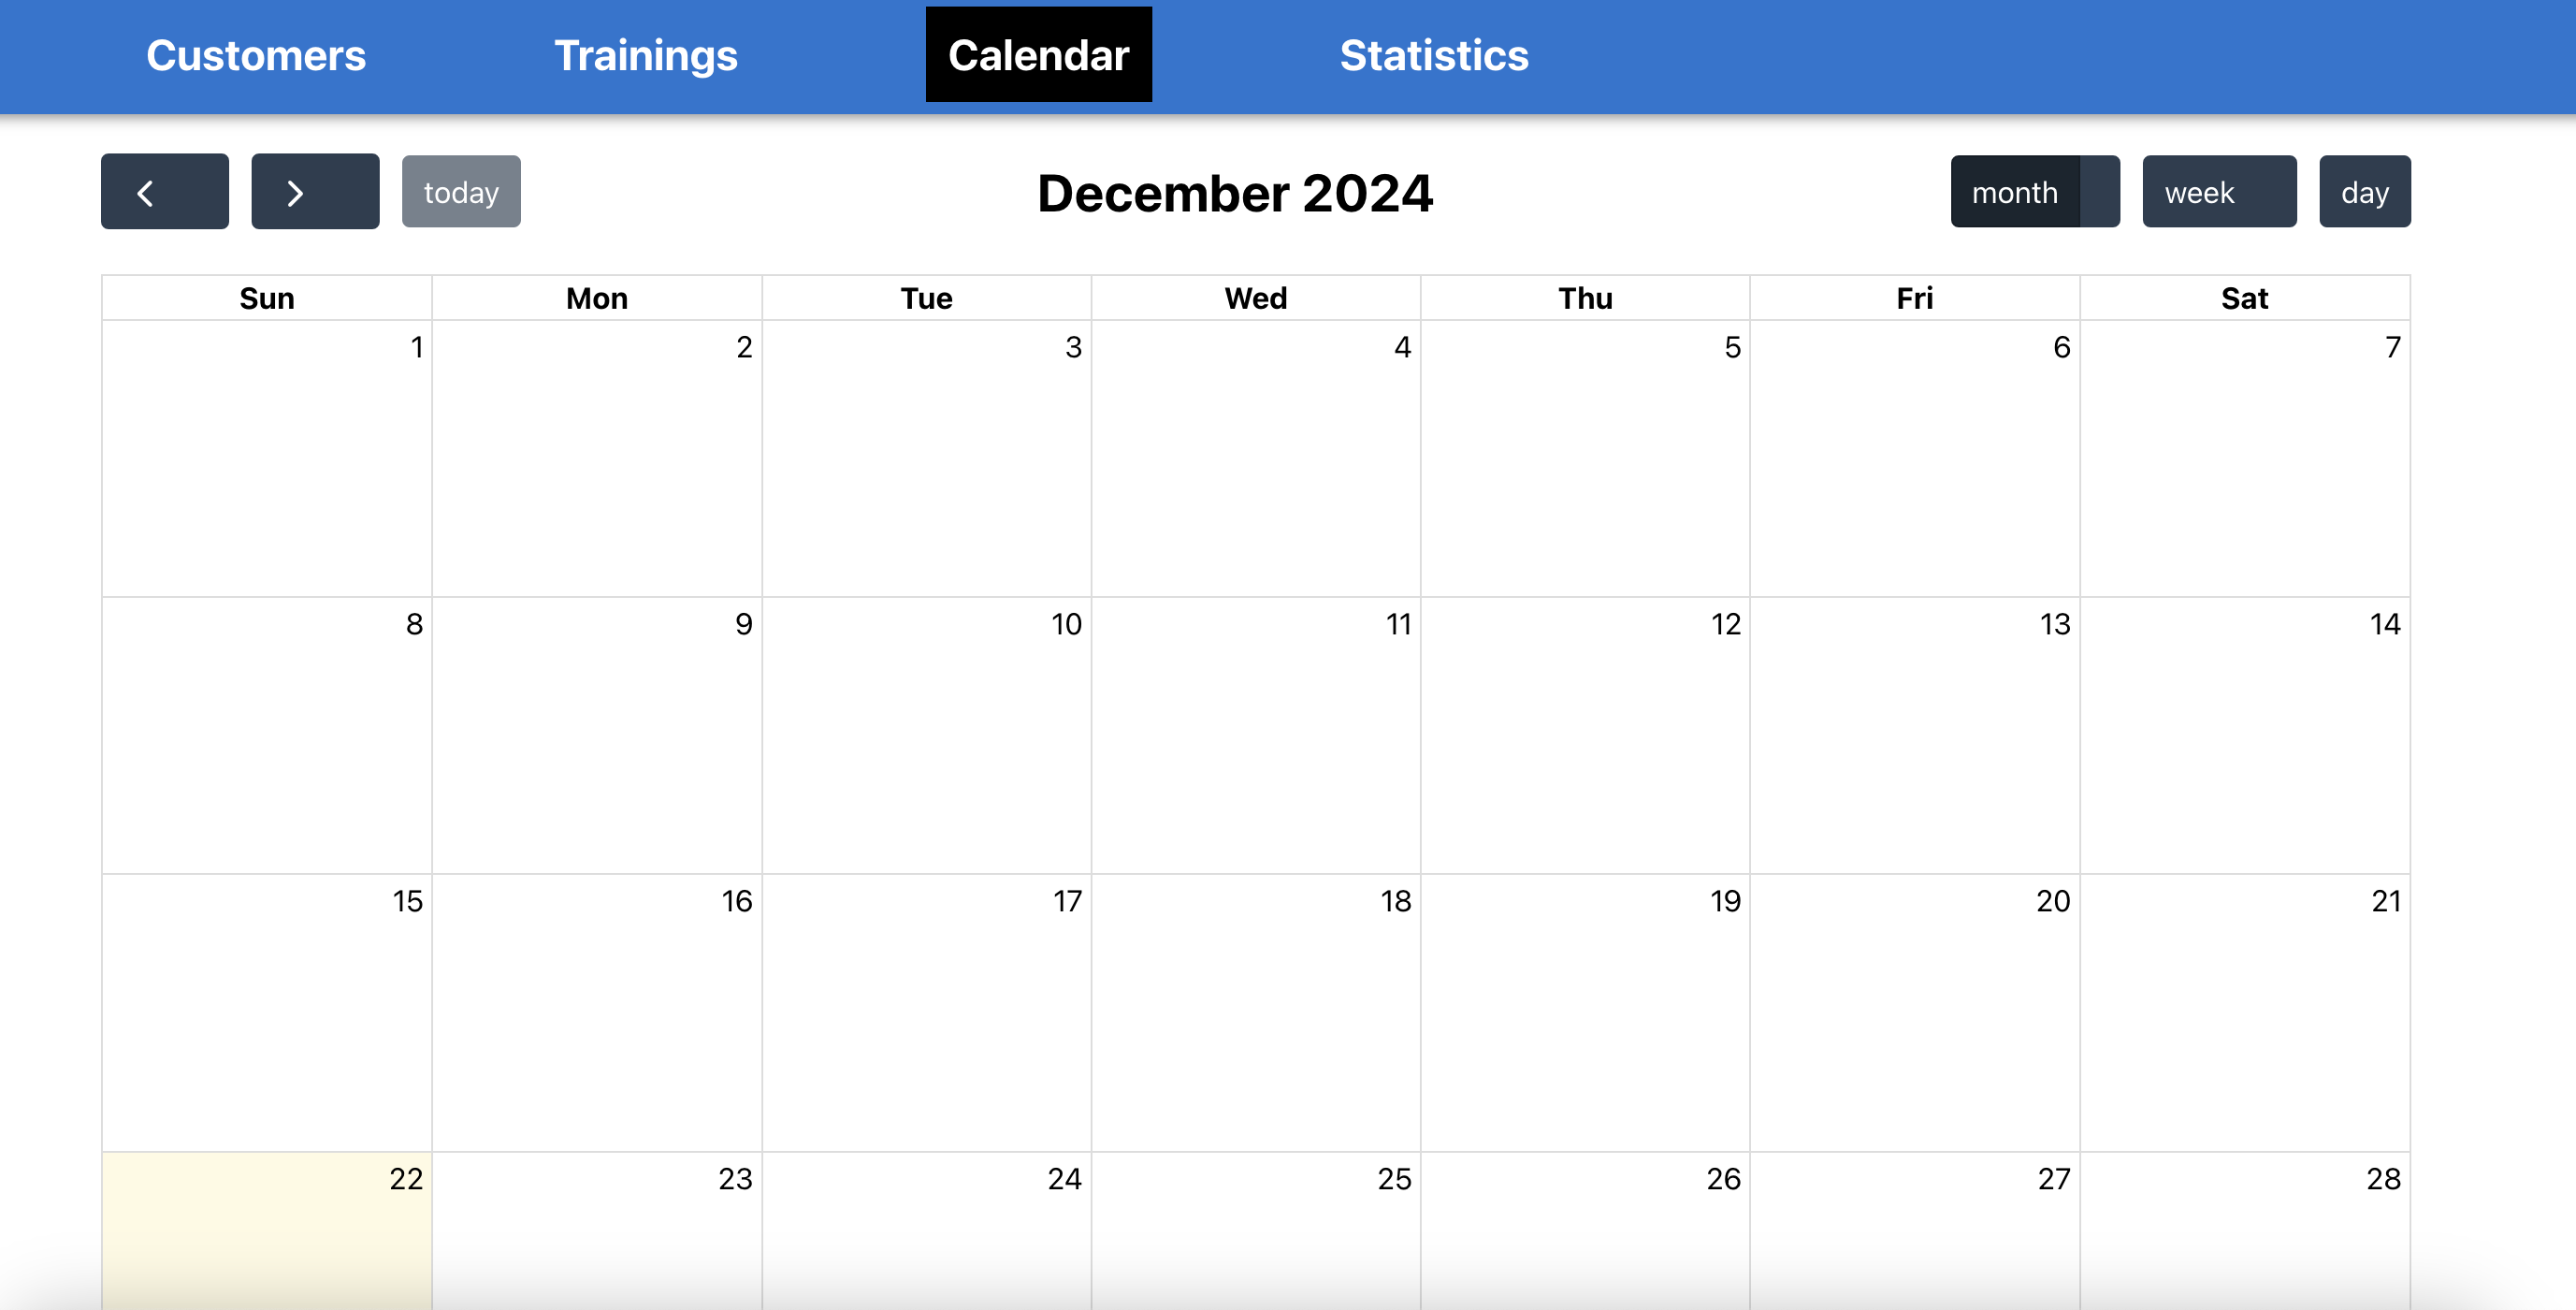 Customers Trainings Calendar Statistics
today December 2024 month week day
Sun Mon Tue Wed Thu Fri Sat
1 2 3 4 5 6 7
8 9 10 11 12 13 14
15 16 17 18 19 20 21
22 23 24 25 26 27 28